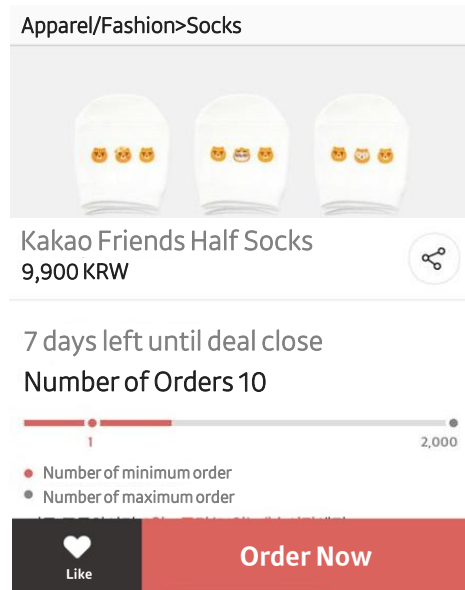 Apparel/Fashion>Socks
Kakao Friends Half Socks
9,900 KRW
7 days left until deal close
Number of Orders 10
1
2,000
Number of minimum order
Number of maximum order
Like
Order Now